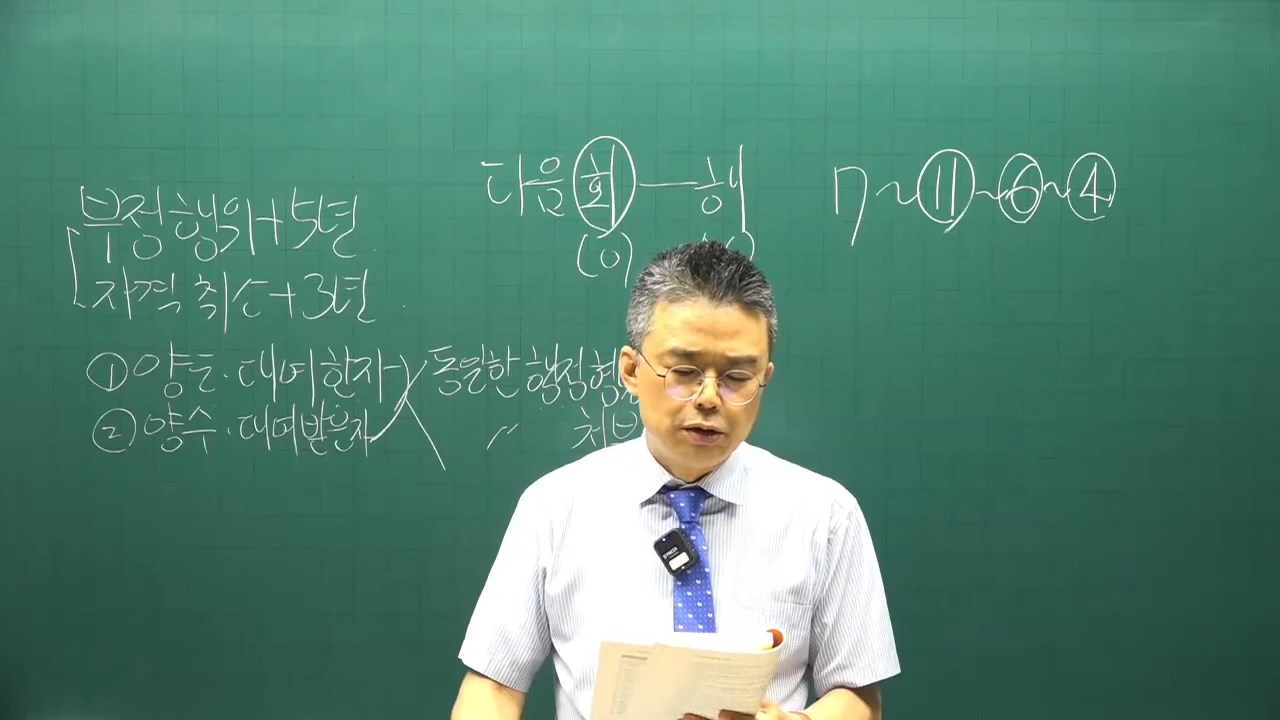 부정행위+5년
자격취소+3년
①양도·대여한자
②양수·대여받은자
동일한 행정형
〃 처벌
다음회—해
(O)
7~⑪~⑥~④